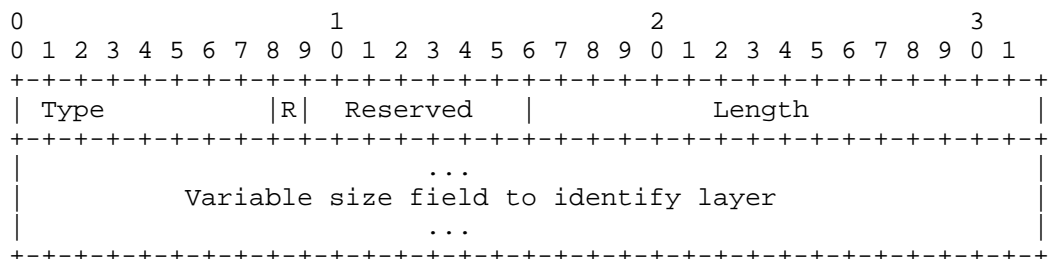 0                   1                   2                   3
0 1 2 3 4 5 6 7 8 9 0 1 2 3 4 5 6 7 8 9 0 1 2 3 4 5 6 7 8 9 0 1
+-+-+-+-+-+-+-+-+-+-+-+-+-+-+-+-+-+-+-+-+-+-+-+-+-+-+-+-+-+-+-+-+
| Type          |R|  Reserved   |           Length              |
+-+-+-+-+-+-+-+-+-+-+-+-+-+-+-+-+-+-+-+-+-+-+-+-+-+-+-+-+-+-+-+-+
|                         ...                                   |
|          Variable size field to identify layer                |
|                         ...                                   |
+-+-+-+-+-+-+-+-+-+-+-+-+-+-+-+-+-+-+-+-+-+-+-+-+-+-+-+-+-+-+-+-+